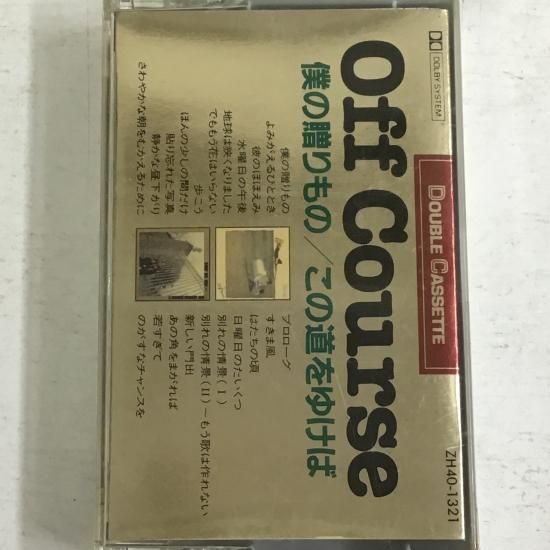 DOLBY SYSTEM
DOUBLE CASSETTE
ZH40-1321
Off Course
僕の贈りもの／この道をゆけば
僕の贈りもの
よみがえるひととき
彼のほほえみ
水曜日の午後
地球は狭くなりました
でももう花はいらない
歩こう
ほんの少しの間だけ
貼り忘れた写真
静かな昼下がり
さわやかな朝をむかえるために
プロローグ
すきま風
はたちの頃
日曜日のたいくつ
別れの情景(I)
別れの情景(II)―もう歌は作れない
新しい門出
あの角をまがれば
若すぎて
のがすなチャンスを